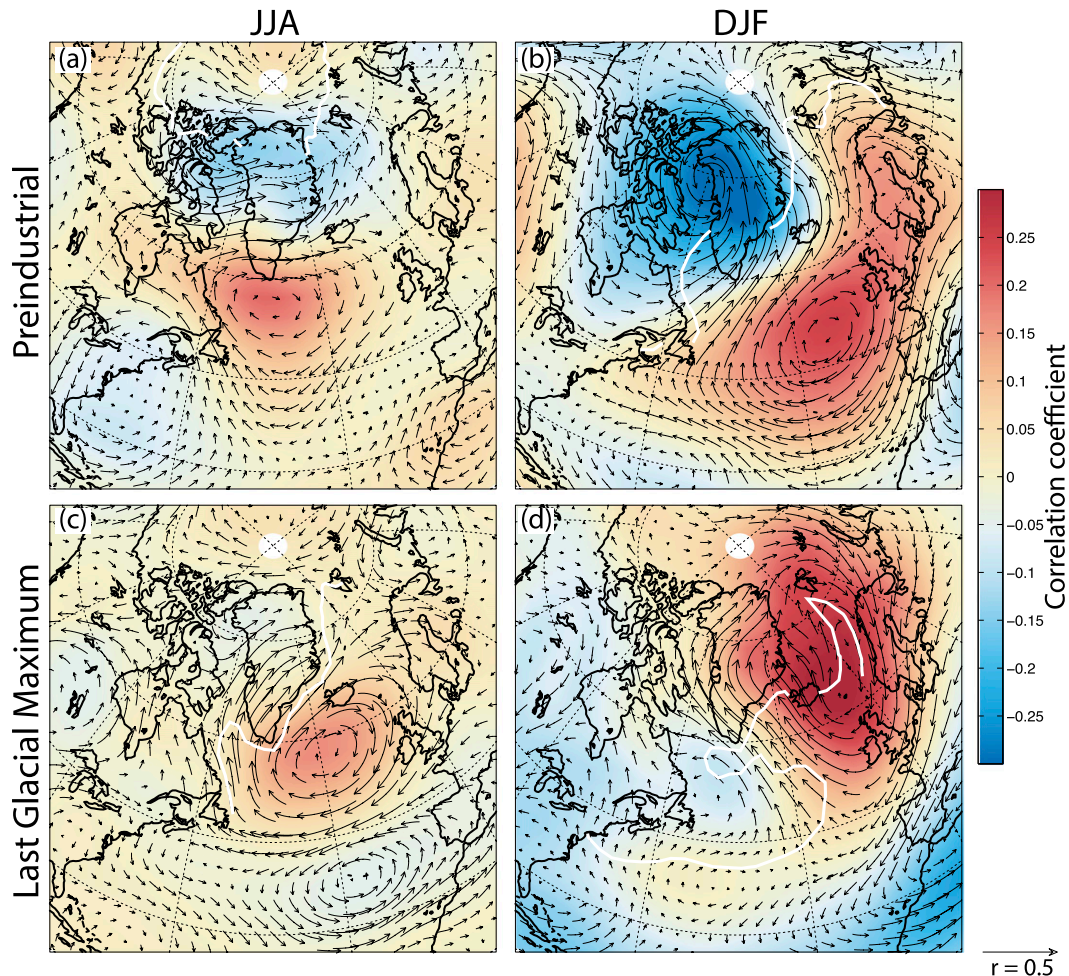 JJA
DJF
(a)
(b)
Preindustrial
(c)
(d)
Last Glacial Maximum
0.25
0.2
0.15
0.1
0.05
0
−0.05
−0.1
−0.15
−0.2
−0.25
Correlation coefficient
r = 0.5